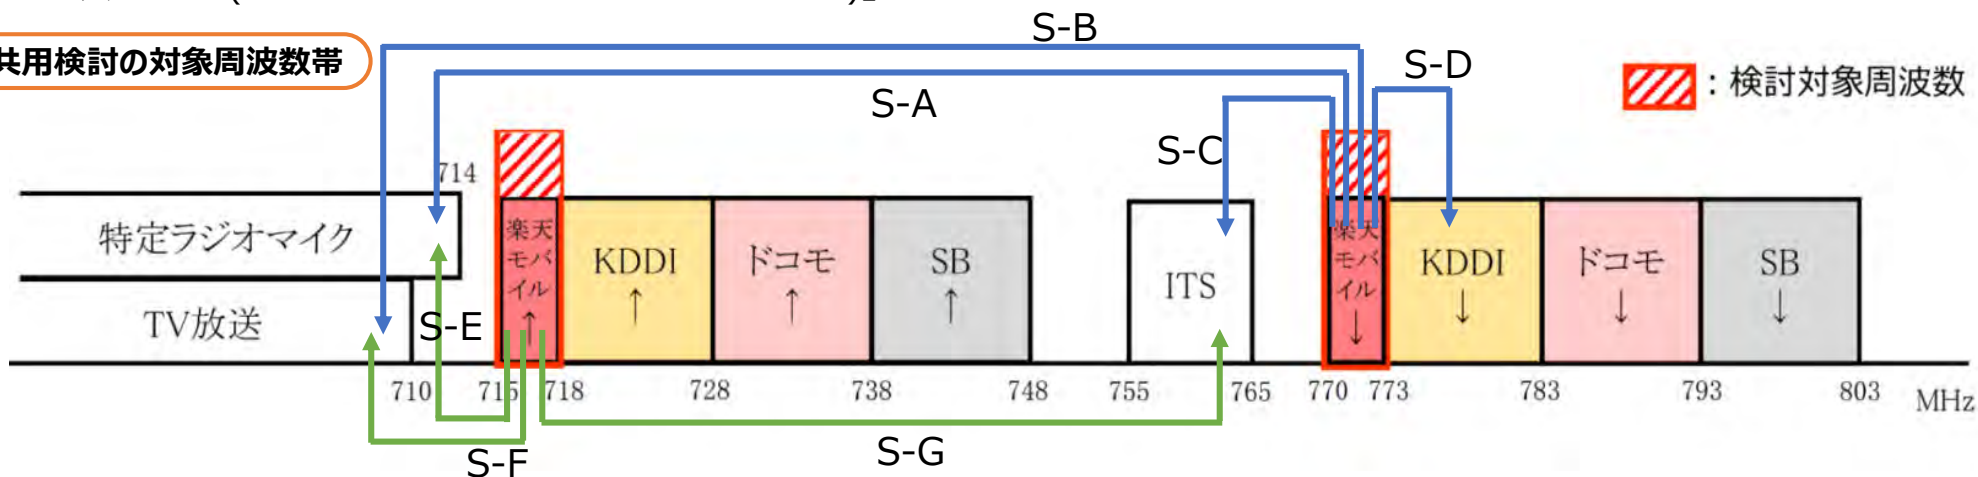 S-B
共用検討の対象周波数帯
S-D
：検討対象周波数
S-A
S-C
714
特定ラジオマイク
楽天
モバ
イル
↑
KDDI
↑
ドコモ
↑
SB
↑
ITS
楽天
モバ
イル
↓
KDDI
↓
ドコモ
↓
SB
↓
TV放送
S-E
710 715 718 728 738 748 755 765 770 773 783 793 803 MHz
S-F
S-G